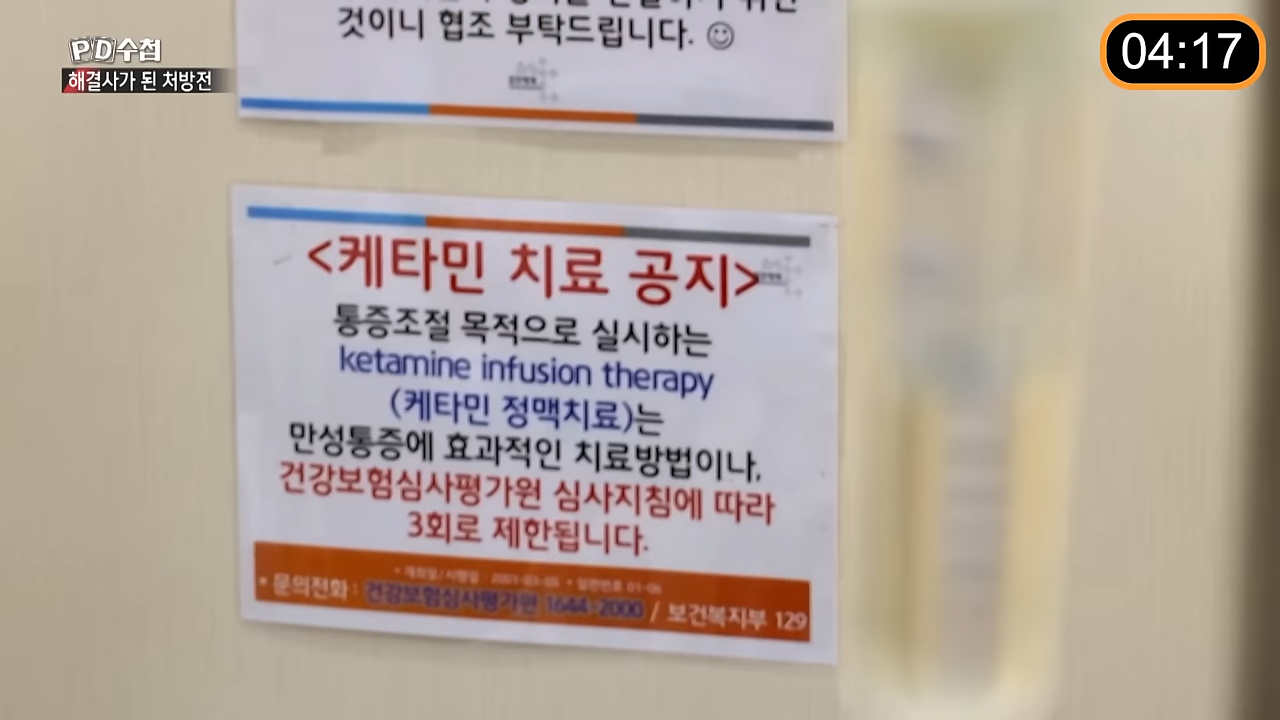 PD수첩
해결사가 된 처방전
04:17
것이니 협조 부탁드립니다. ☺
<케타민 치료 공지>
통증조절 목적으로 실시하는
ketamine infusion therapy
(케타민 정맥치료)는
만성통증에 효과적인 치료방법이나,
건강보험심사평가원 심사지침에 따라
3회로 제한됩니다.
* 문의전화 : 건강보험심사평가원 1644-2000 / 보건복지부 129